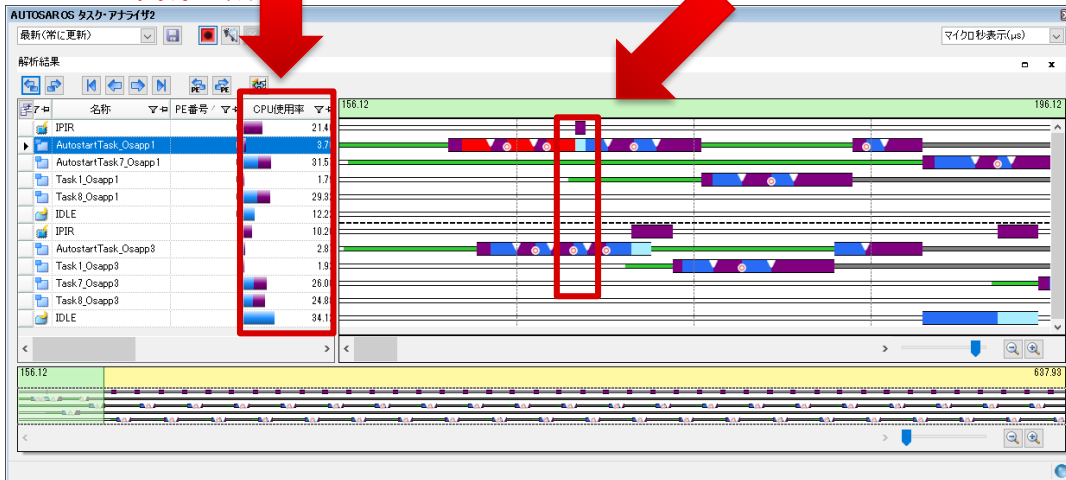 AUTOSAR OS タスク・アナライザ2
最新(常に更新)
マイクロ秒表示(μs)
解析結果
名称 PE番号 CPU使用率 156.12 196.12
IPIR 21.4
AutostartTask_Osapp1 3.7
AutostartTask7_Osapp1 31.5
Task1_Osapp1 1.7
Task8_Osapp1 29.3
IDLE 12.2
IPIR 10.2
AutostartTask_Osapp3 2.8
Task1_Osapp3 1.9
Task7_Osapp3 26.0
Task8_Osapp3 24.8
IDLE 34.1
156.12 637.93